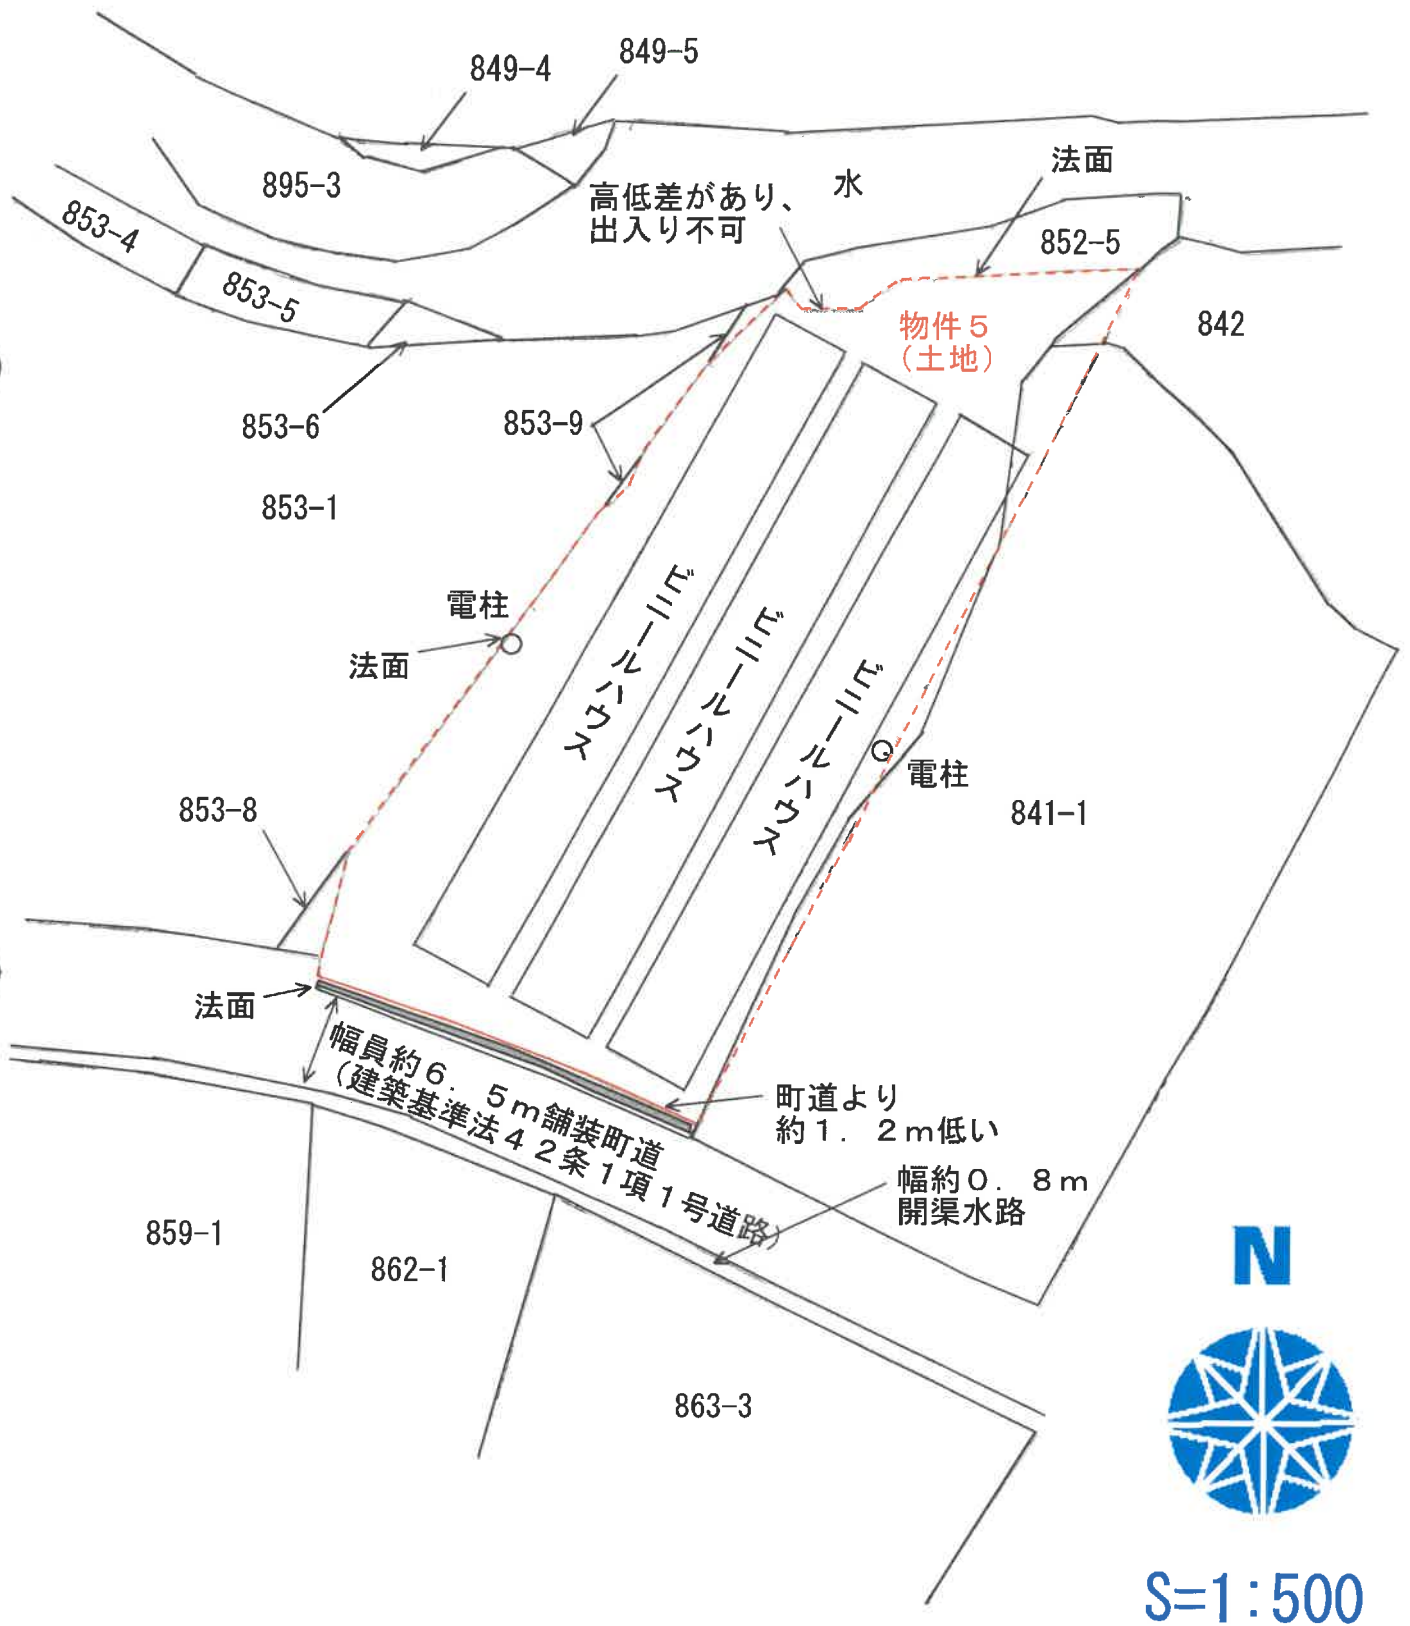 849-4
849-5
895-3
高低差があり、
出入り不可
水
法面
853-4
852-5
853-5
物件5
(土地)
842
853-6
853-9
853-1
電柱
法面
ビニールハウス
ビニールハウス
ビニールハウス
電柱
853-8
841-1
法面
幅員約6.5m舗装町道
(建築基準法42条1項1号道路)
町道より
約1.2m低い
幅約0.8m
開渠水路
859-1
862-1
863-3
N
S=1:500